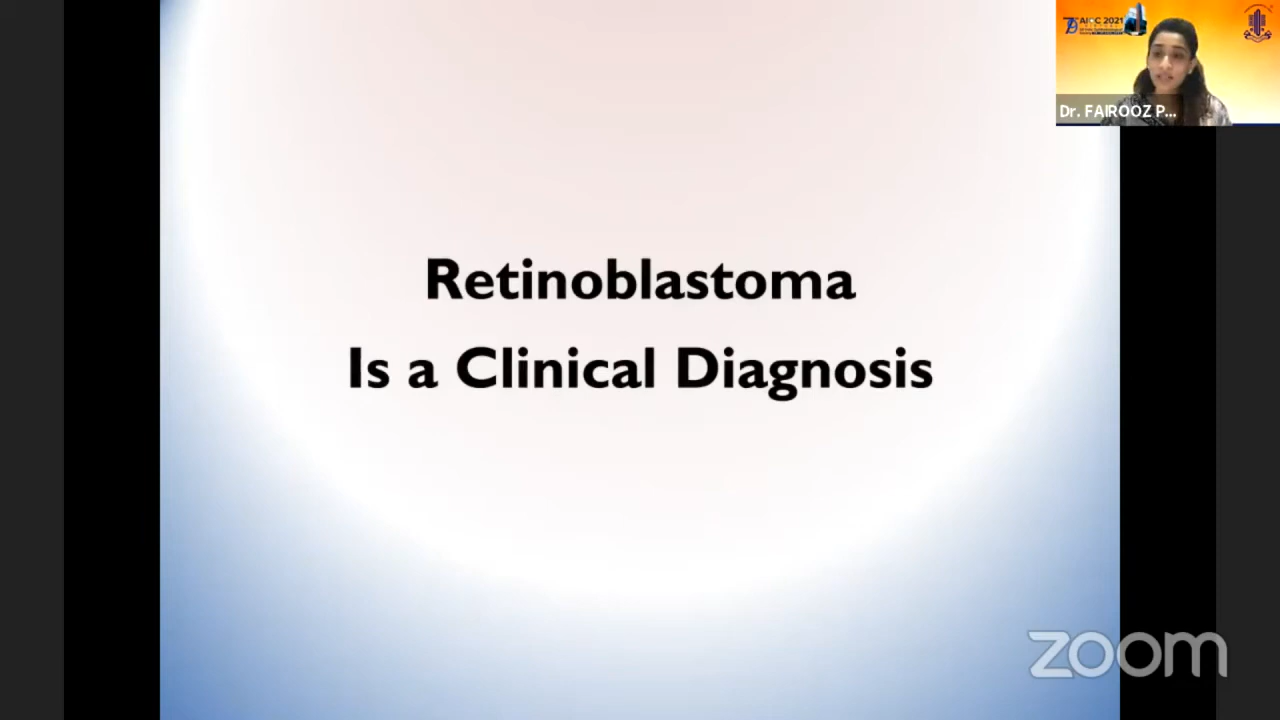 AIOC 2021
Dr. FAIROOZ P...
Retinoblastoma
Is a Clinical Diagnosis
zoom